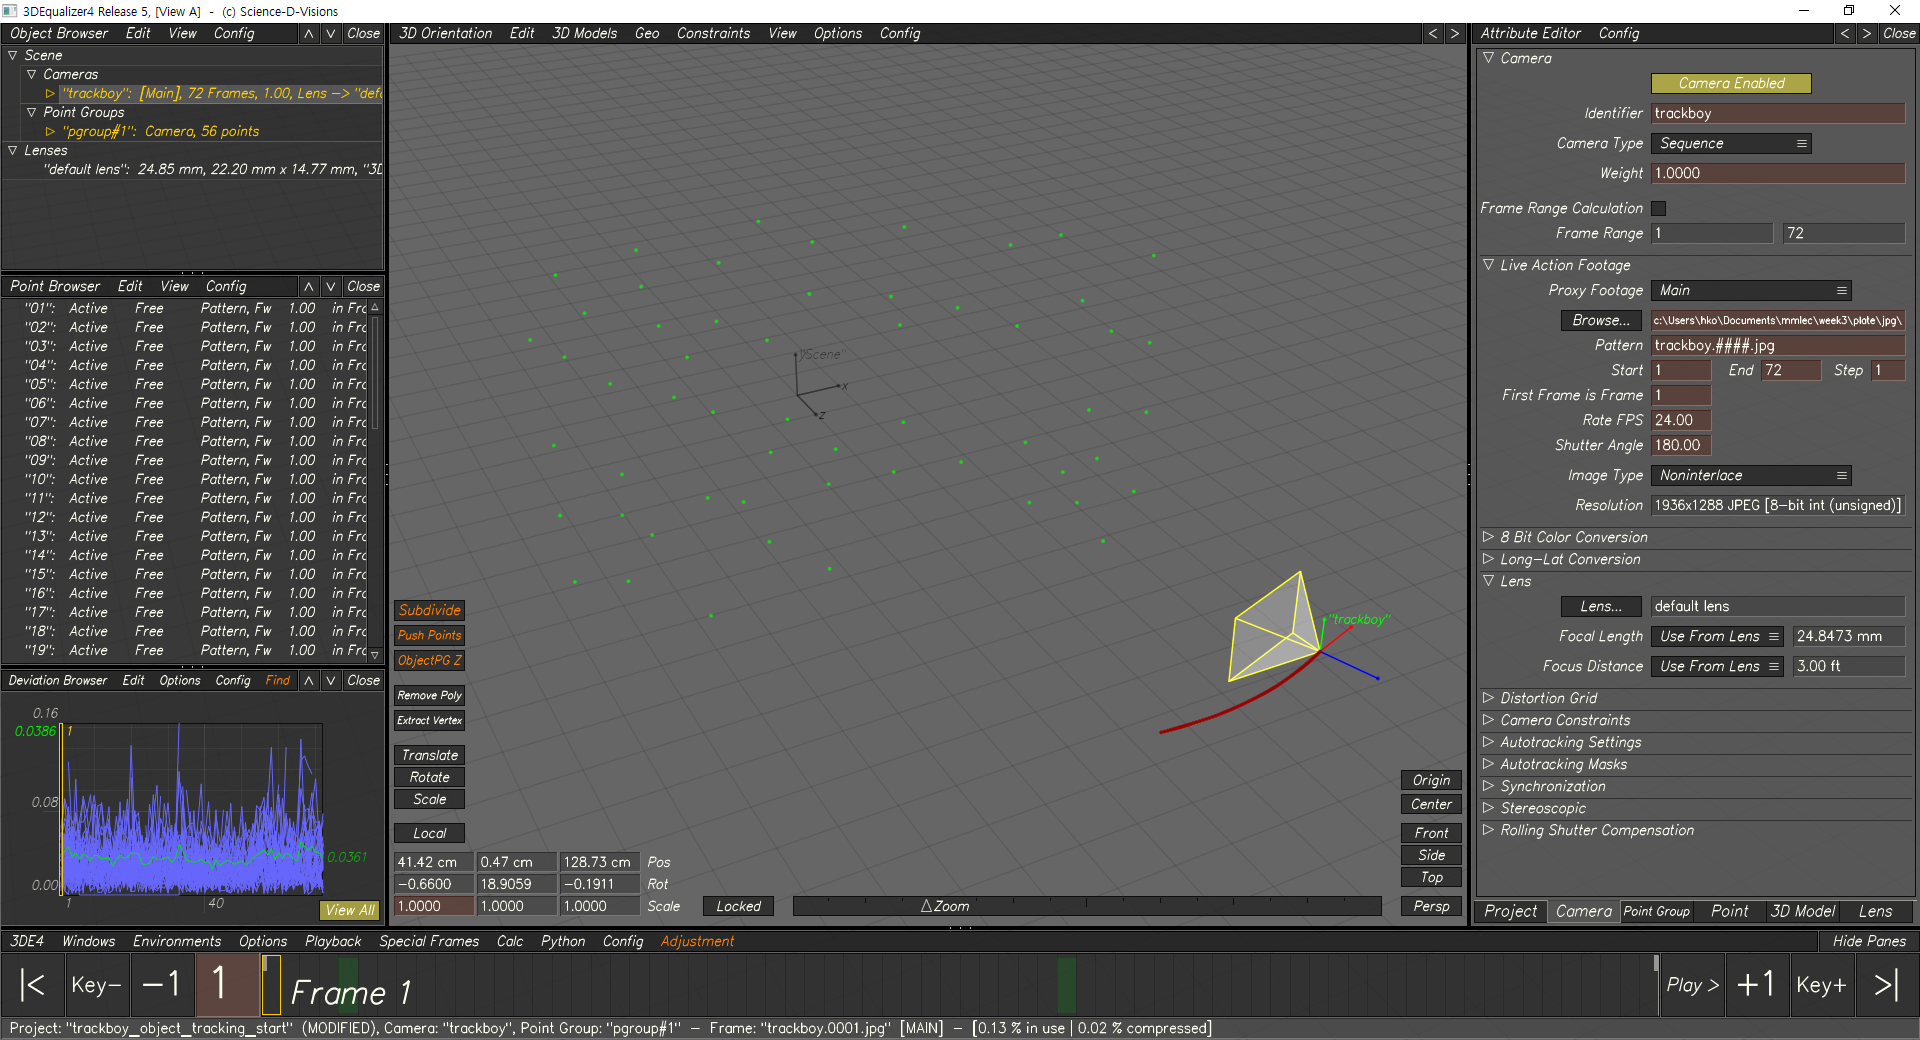 3DEqualizer4 Release 5, [View A]  -  (c) Science-D-Visions
Object Browser Edit View Config Close
Scene
Cameras
"trackboy": [Main], 72 Frames, 1.00, Lens -> "defa
Point Groups
"pgroup#1": Camera, 56 points
Lenses
"default lens": 24.85 mm, 22.20 mm x 14.77 mm, "3D
Point Browser Edit View Config Close
"01": Active Free Pattern, Fw 1.00 in Fra
"02": Active Free Pattern, Fw 1.00 in Fra
"03": Active Free Pattern, Fw 1.00 in Fra
"04": Active Free Pattern, Fw 1.00 in Fra
"05": Active Free Pattern, Fw 1.00 in Fra
"06": Active Free Pattern, Fw 1.00 in Fra
"07": Active Free Pattern, Fw 1.00 in Fra
"08": Active Free Pattern, Fw 1.00 in Fra
"09": Active Free Pattern, Fw 1.00 in Fra
"10": Active Free Pattern, Fw 1.00 in Fra
"11": Active Free Pattern, Fw 1.00 in Fra
"12": Active Free Pattern, Fw 1.00 in Fra
"13": Active Free Pattern, Fw 1.00 in Fra
"14": Active Free Pattern, Fw 1.00 in Fra
"15": Active Free Pattern, Fw 1.00 in Fra
"16": Active Free Pattern, Fw 1.00 in Fra
"17": Active Free Pattern, Fw 1.00 in Fra
"18": Active Free Pattern, Fw 1.00 in Fra
"19": Active Free Pattern, Fw 1.00 in Fra
Deviation Browser Edit Options Config Find Close
0.16
0.0386 1
0.08
0.0361
0.00
1 40
View All
3D Orientation Edit 3D Models Geo Constraints View Options Config < >
"Scene"
x
z
"trackboy"
Subdivide
Push Points
ObjectPG Z
Remove Poly
Extract Vertex
Translate
Rotate
Scale
Local
41.42 cm 0.47 cm 128.73 cm Pos
-0.6600 18.9059 -0.1911 Rot
1.0000 1.0000 1.0000 Scale
Locked
Zoom
Origin
Center
Front
Side
Top
Persp
Attribute Editor Config < > Close
Camera
Camera Enabled
Identifier trackboy
Camera Type Sequence
Weight 1.0000
Frame Range Calculation
Frame Range 1 72
Live Action Footage
Proxy Footage Main
Browse... c:\Users\hko\Documents\mmlec\week3\plate\jpg\
Pattern trackboy.####.jpg
Start 1 End 72 Step 1
First Frame is Frame 1
Rate FPS 24.00
Shutter Angle 180.00
Image Type Noninterlace
Resolution 1936x1288 JPEG [8-bit int (unsigned)]
8 Bit Color Conversion
Long-Lat Conversion
Lens
Lens... default lens
Focal Length Use From Lens 24.8473 mm
Focus Distance Use From Lens 3.00 ft
Distortion Grid
Camera Constraints
Autotracking Settings
Autotracking Masks
Synchronization
Stereoscopic
Rolling Shutter Compensation
Project Camera Point Group Point 3D Model Lens
3DE4 Windows Environments Options Playback Special Frames Calc Python Config Adjustment Hide Panes
|< Key- -1 1 Frame 1 Play > +1 Key+ >|
Project: "trackboy_object_tracking_start" (MODIFIED), Camera: "trackboy", Point Group: "pgroup#1" - Frame: "trackboy.0001.jpg" [MAIN] - [0.13 % in use | 0.02 % compressed]